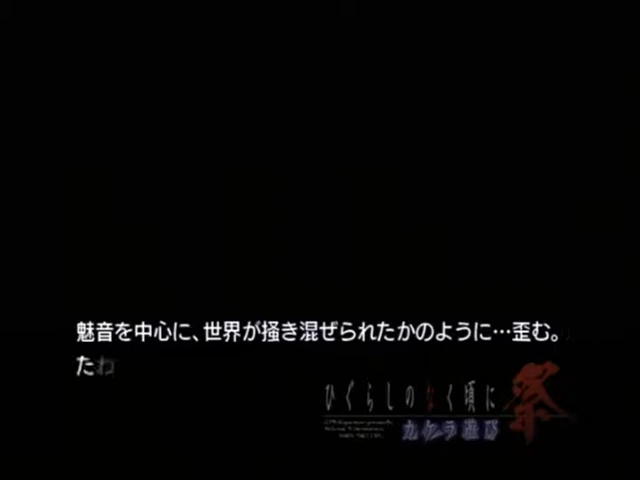 魅音を中心に、世界が掻き混ぜられたかのように…歪む。
たわ
ひぐらしのなく頃に 祭
カケラ遊び